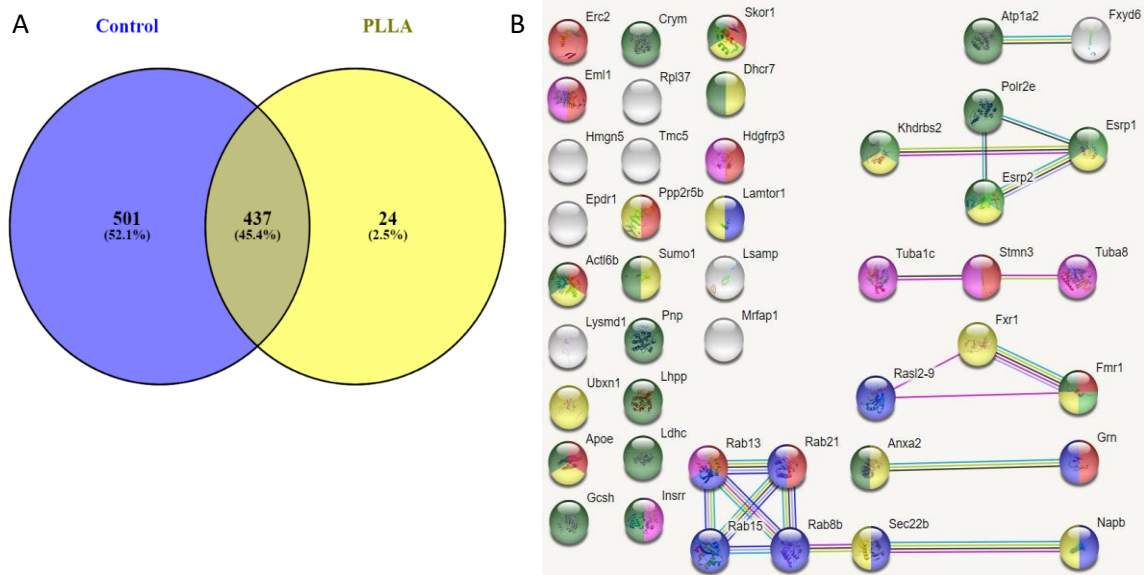 A
Control
PLLA
501
(52.1%)
437
(45.4%)
24
(2.5%)
B
Erc2
Crym
Skor1
Eml1
Rpl37
Dhcr7
Hmgn5
Tmc5
Hdgfrp3
Epdr1
Ppp2r5b
Lamtor1
Actl6b
Sumo1
Lsamp
Lysmd1
Pnp
Mrfap1
Ubxn1
Lhpp
Apoe
Ldhc
Gcsh
Insrr
Atp1a2
Fxyd6
Polr2e
Khdrbs2
Esrp1
Esrp2
Tuba1c
Stmn3
Tuba8
Fxr1
Rasl2-9
Fmr1
Rab13
Rab21
Anxa2
Grn
Rab15
Rab8b
Sec22b
Napb